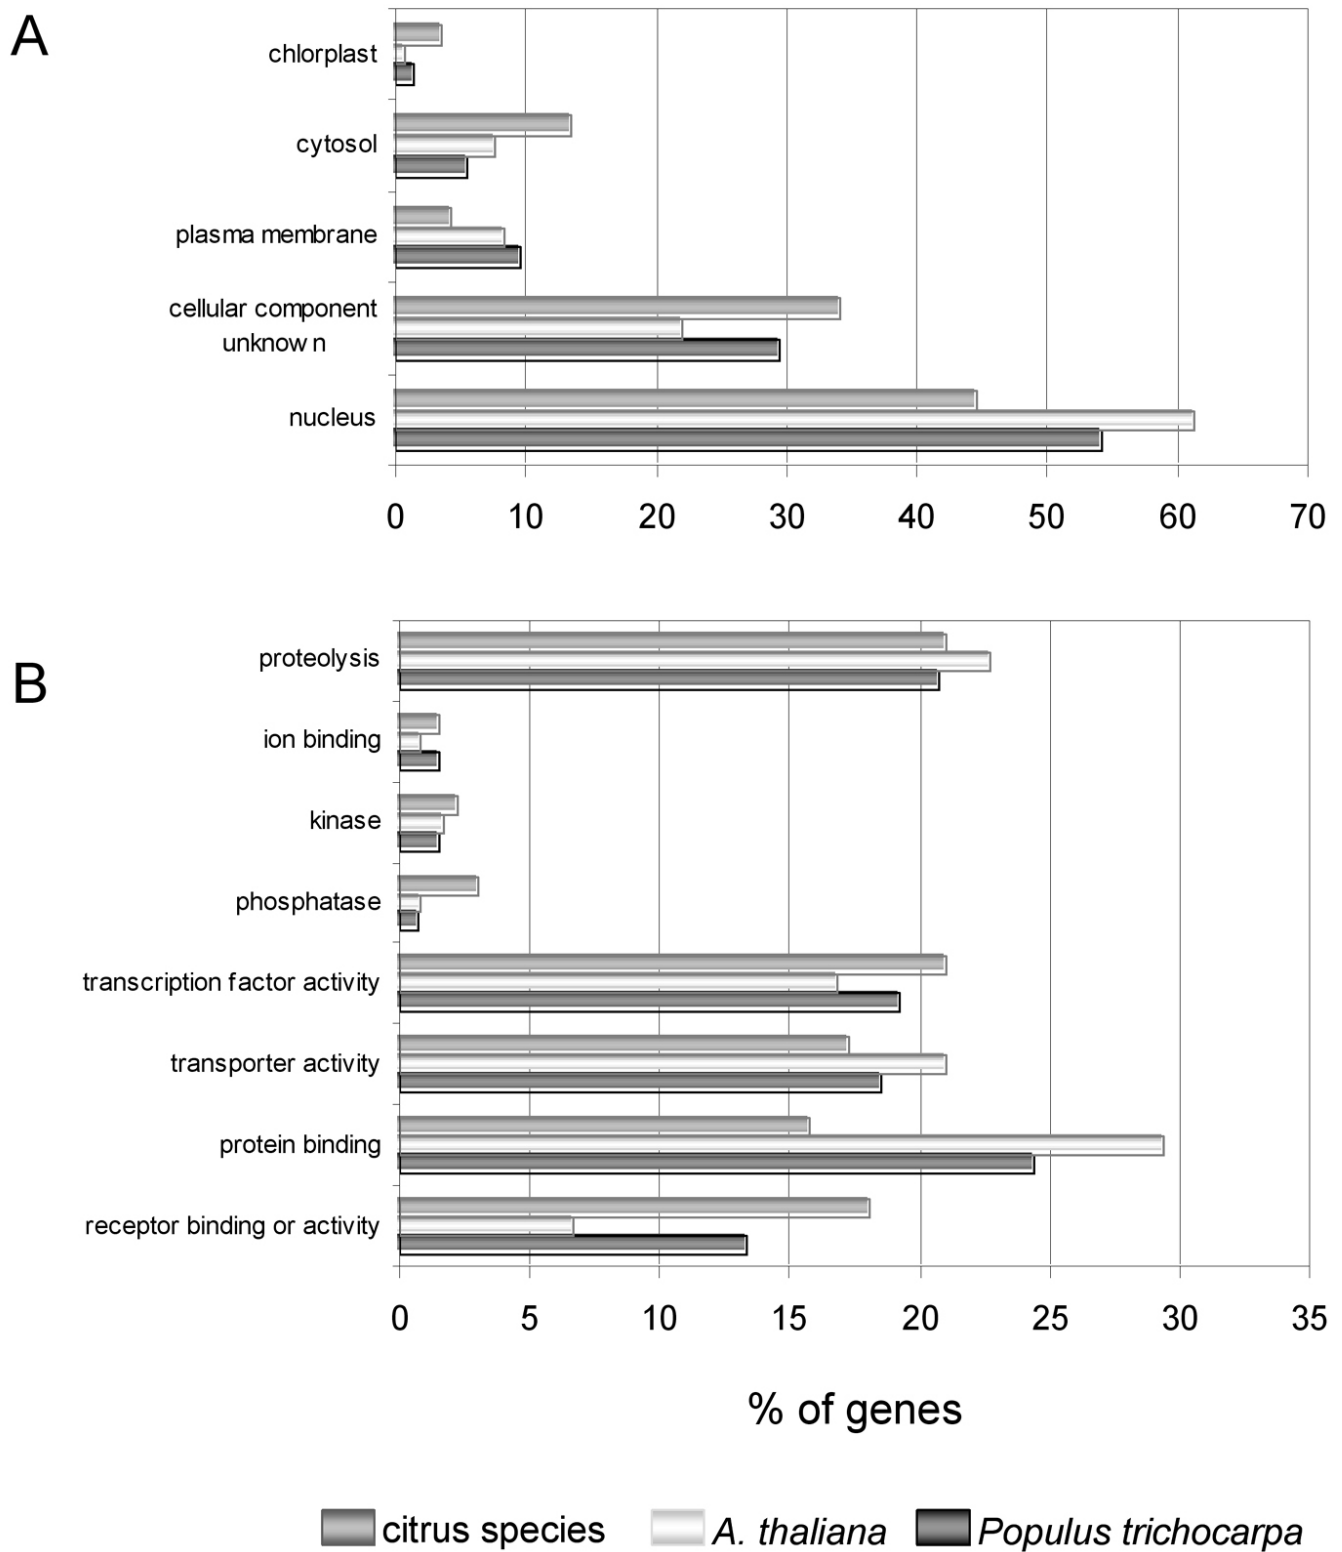 A
chlorplast
cytosol
plasma membrane
cellular component
unknow n
nucleus
0 10 20 30 40 50 60 70
B
proteolysis
ion binding
kinase
phosphatase
transcription factor activity
transporter activity
protein binding
receptor binding or activity
0 5 10 15 20 25 30 35
% of genes
citrus species A. thaliana Populus trichocarpa